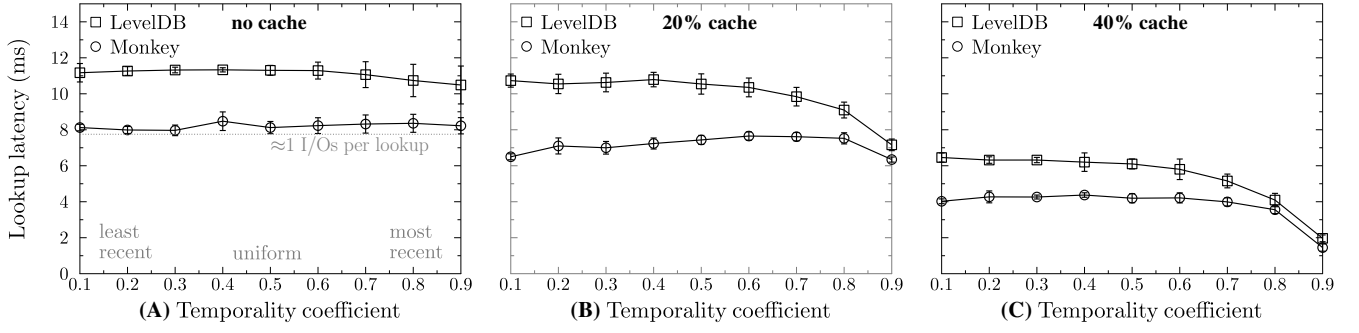 Lookup latency (ms)
14
12
10
8
6
4
2
0
LevelDB
Monkey
no cache
≈1 I/Os per lookup
least
recent
uniform
most
recent
0.1 0.2 0.3 0.4 0.5 0.6 0.7 0.8 0.9
(A) Temporality coefficient
LevelDB
Monkey
20% cache
0.1 0.2 0.3 0.4 0.5 0.6 0.7 0.8 0.9
(B) Temporality coefficient
LevelDB
Monkey
40% cache
0.1 0.2 0.3 0.4 0.5 0.6 0.7 0.8 0.9
(C) Temporality coefficient